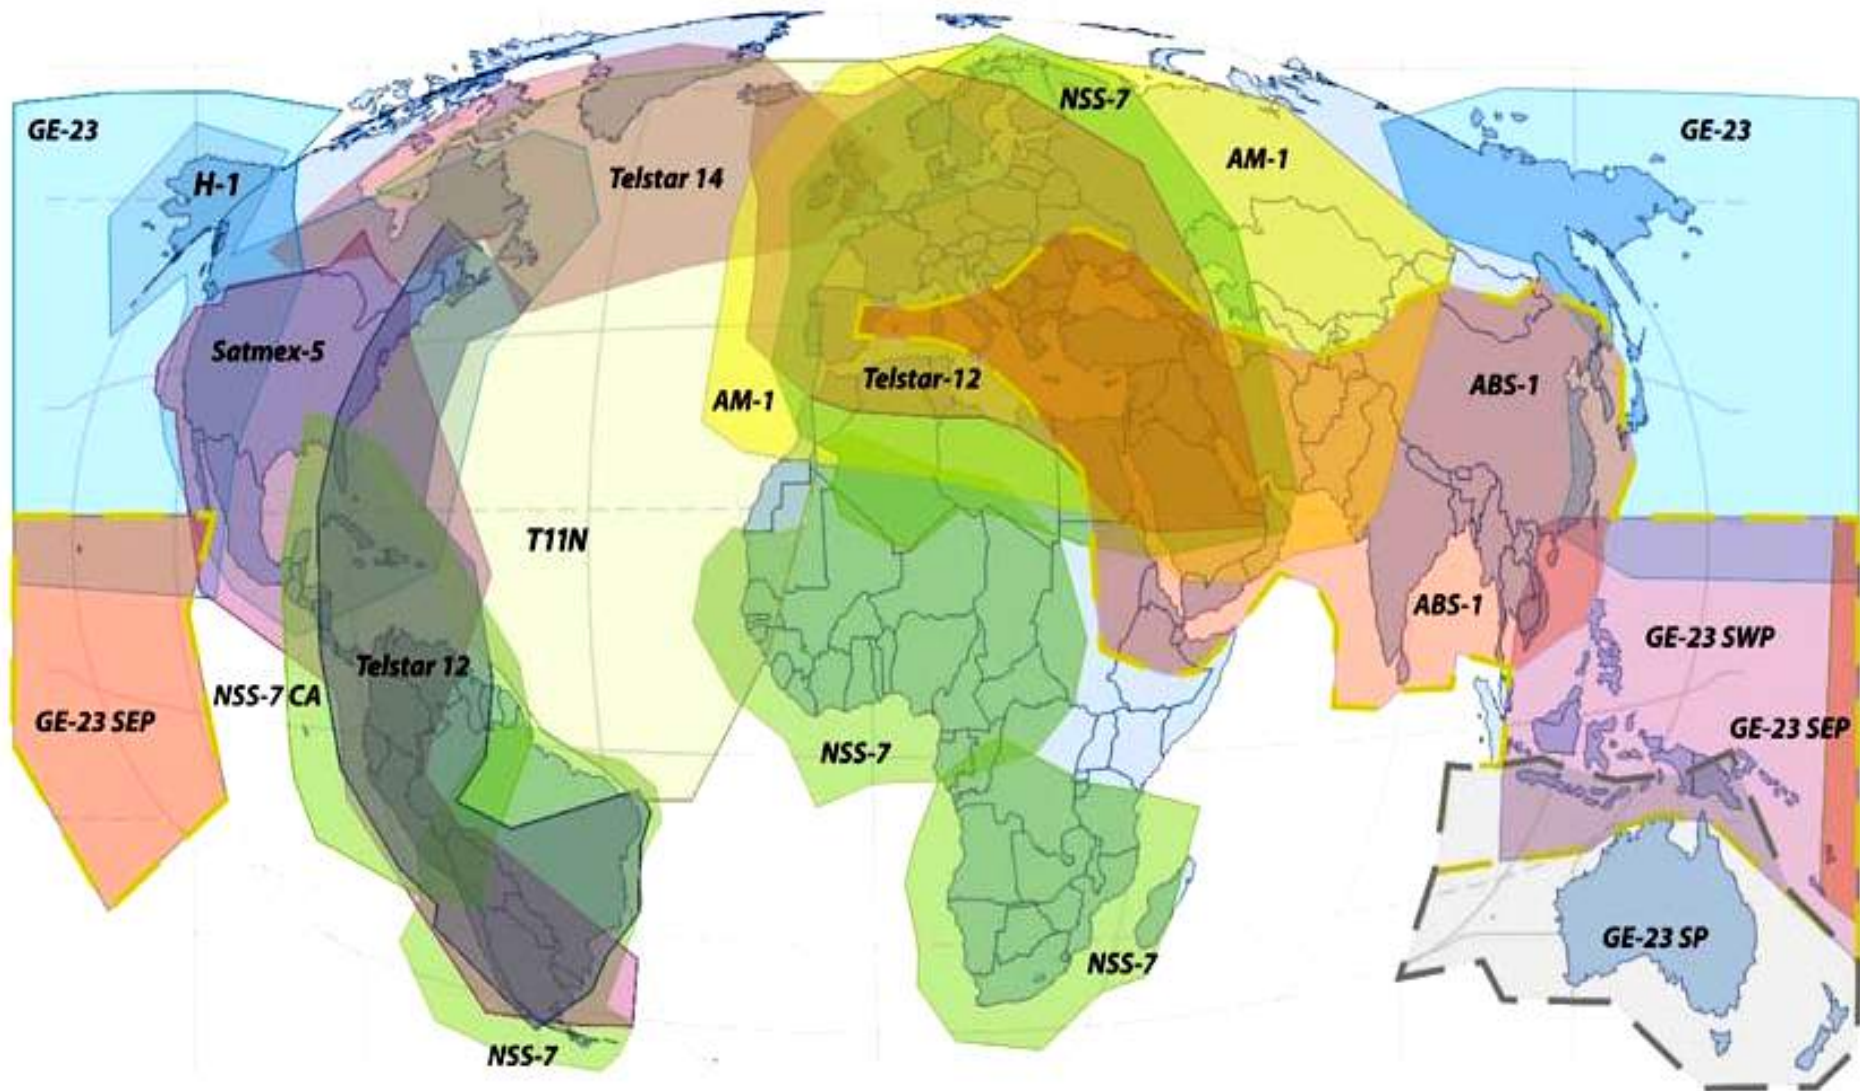 NSS-7
GE-23
GE-23
AM-1
H-1
Telstar 14
Satmex-5
Telstar-12
ABS-1
AM-1
T11N
ABS-1
GE-23 SWP
Telstar 12
NSS-7 CA
GE-23 SEP
GE-23 SEP
NSS-7
GE-23 SP
NSS-7
NSS-7